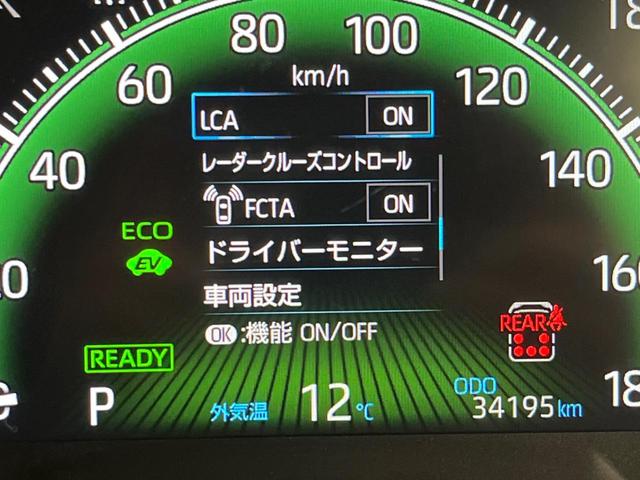 80 100
km/h
60 120
LCA ON
レーダークルーズコントロール
40 140
FCTA ON
ECO
ドライバーモニター
EV
160
車両設定
REAR
OK:機能 ON/OFF
READY
ODO
P 外気温 12℃ 34195km